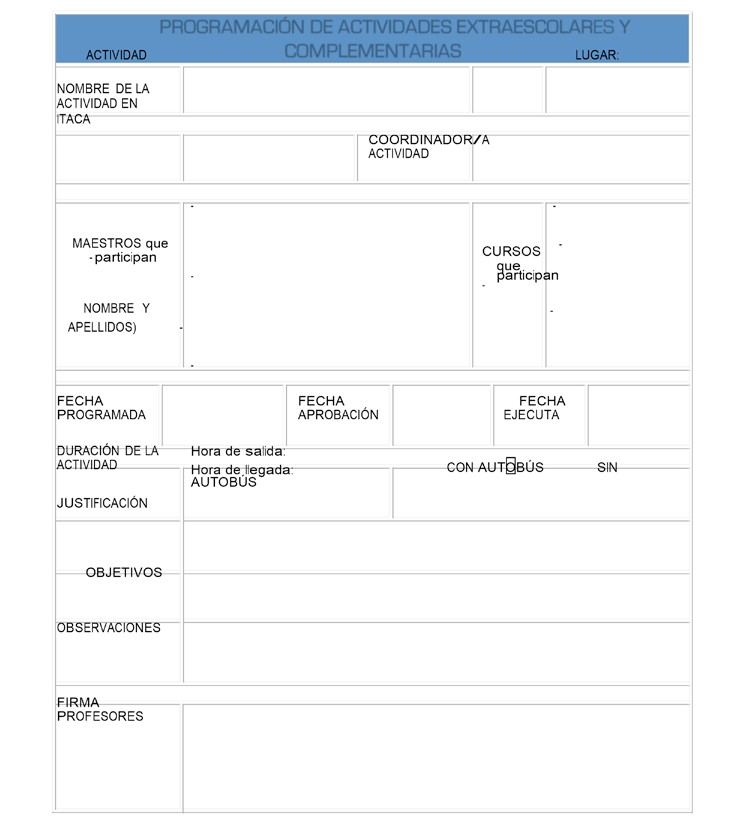 PROGRAMACIÓN DE ACTIVIDADES EXTRAESCOLARES Y
COMPLEMENTARIAS
ACTIVIDAD LUGAR:
NOMBRE DE LA
ACTIVIDAD EN
ITACA
COORDINADOR/A
ACTIVIDAD
MAESTROS que
-participan
NOMBRE Y
APELLIDOS) -
-
-
-
CURSOS
que
participan
-
-
-
-
FECHA
PROGRAMADA
FECHA
APROBACIÓN
FECHA
EJECUTA
DURACIÓN DE LA
ACTIVIDAD
Hora de salida:
Hora de llegada: CON AUTOBÚS SIN
AUTOBÚS
JUSTIFICACIÓN
OBJETIVOS
OBSERVACIONES
FIRMA
PROFESORES